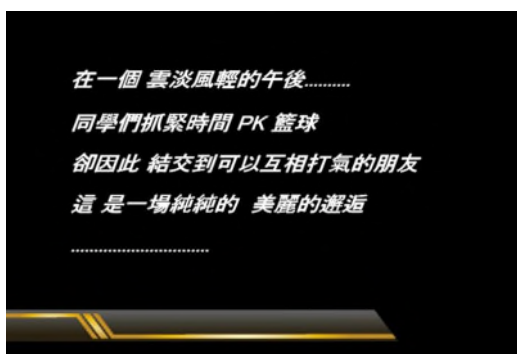 在一個 雲淡風輕的午後..........
同學們抓緊時間 PK 籃球
卻因此 結交到可以互相打氣的朋友
這 是一場純純的 美麗的邂逅
..............................